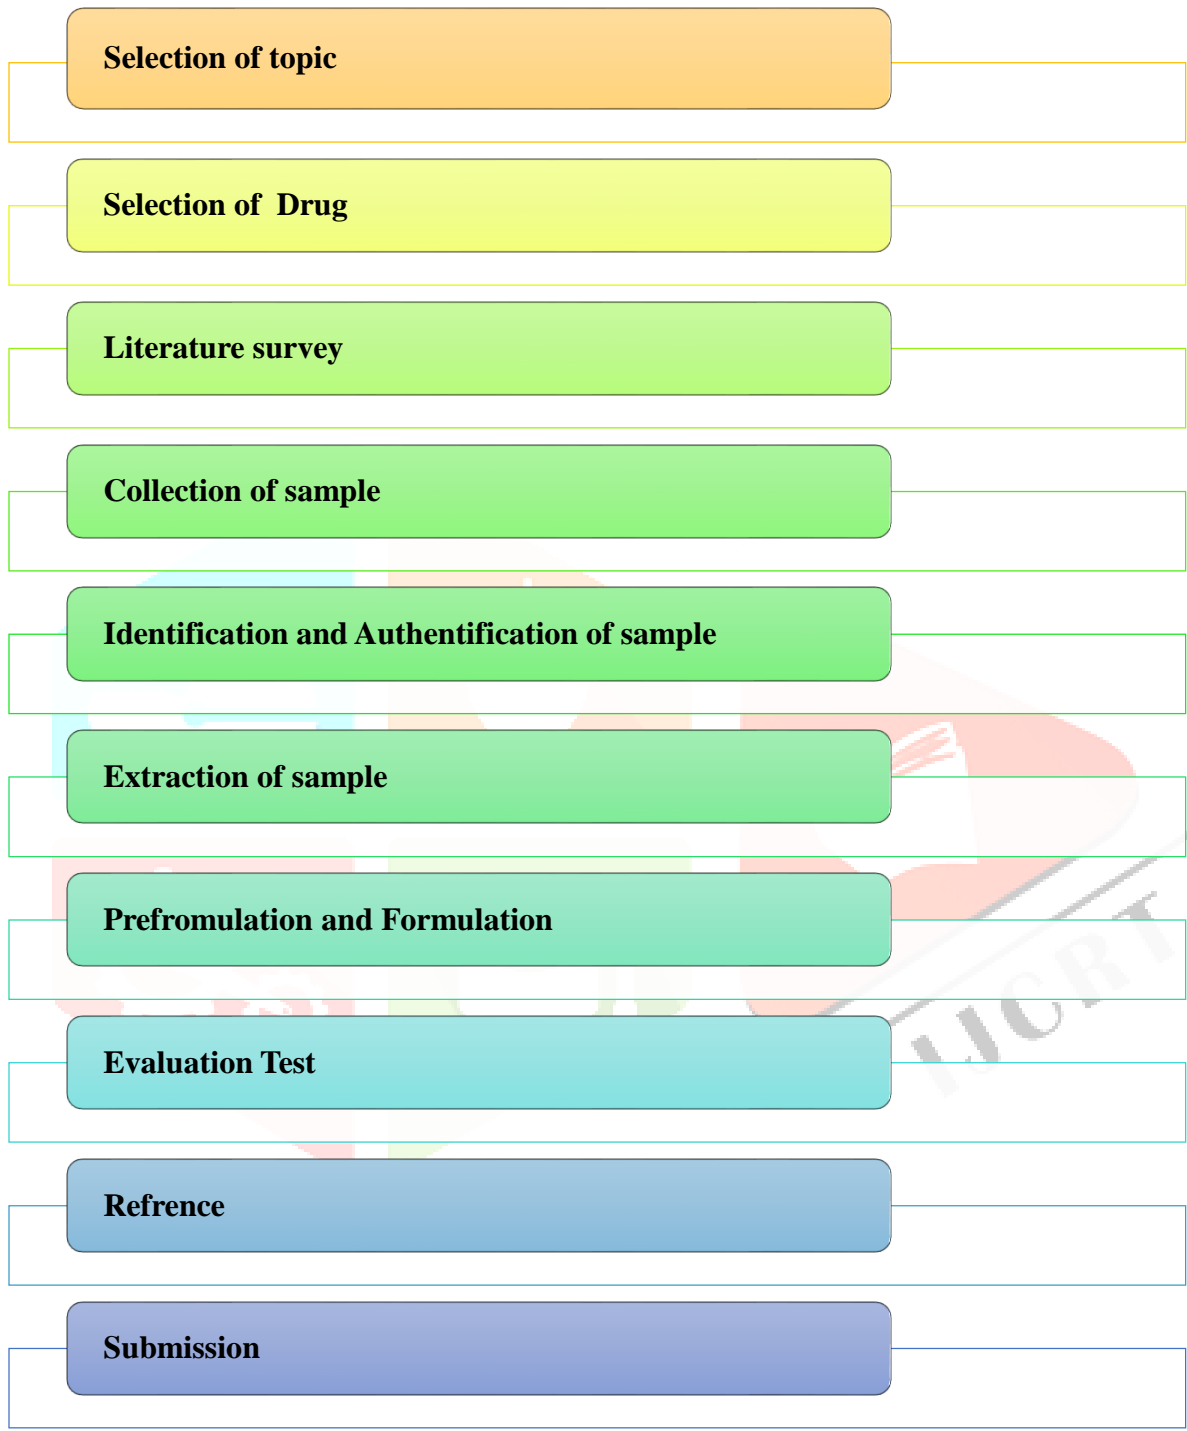 Selection of topic
Selection of  Drug
Literature survey
Collection of sample
Identification and Authentification of sample
Extraction of sample
Prefromulation and Formulation
IJCRT
Evaluation Test
Refrence
Submission